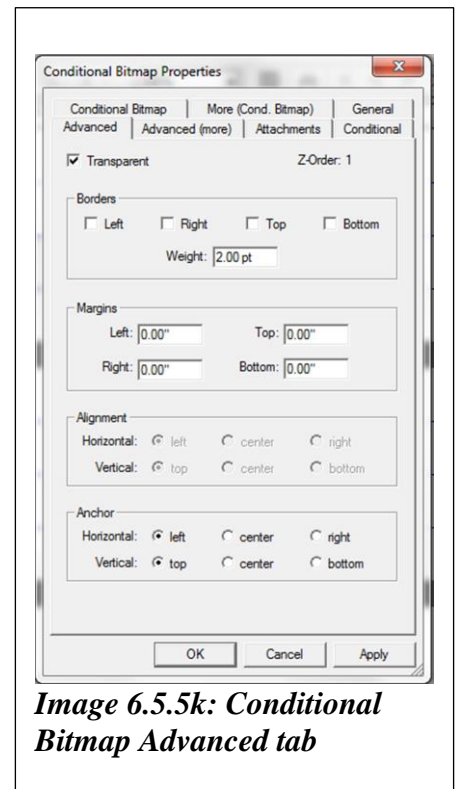 Conditional Bitmap Properties
Conditional Bitmap More (Cond. Bitmap) General
Advanced Advanced (more) Attachments Conditional
Transparent Z-Order: 1
Borders
Left Right Top Bottom
Weight: 2.00 pt
Margins
Left: 0.00" Top: 0.00"
Right: 0.00" Bottom: 0.00"
Alignment
Horizontal: left center right
Vertical: top center bottom
Anchor
Horizontal: left center right
Vertical: top center bottom
OK Cancel Apply
Image 6.5.5k: Conditional
Bitmap Advanced tab